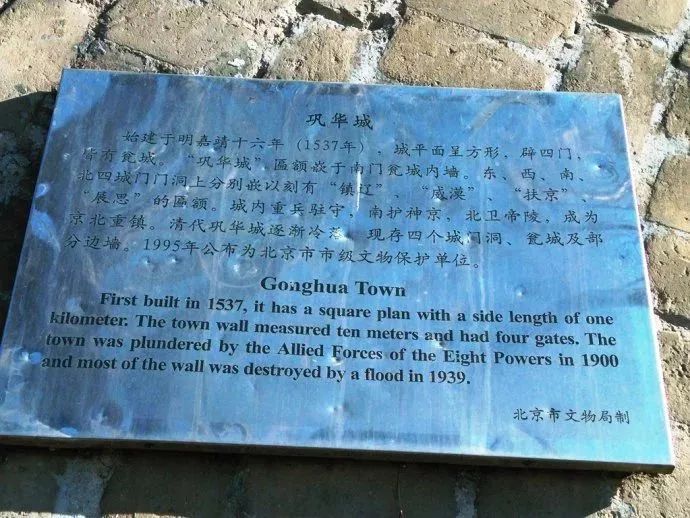 巩华城
始建于明嘉靖十六年（1537年），城平面呈方形，辟四门，
皆有瓮城。“巩华城”匾额嵌于南门瓮城内墙。东、西、南、
北四城门门洞上分别嵌以刻有“镇辽”、“威漠”、“扶京”、
“展思”的匾额。城内重兵驻守，南护神京，北卫帝陵，成为
京北重镇。清代巩华城逐渐冷落，现存四个城门洞、瓮城及部
分边墙。1995年公布为北京市市级文物保护单位。
Gonghua Town
First built in 1537, it has a square plan with a side length of one
kilometer. The town wall measured ten meters and had four gates. The
town was plundered by the Allied Forces of the Eight Powers in 1900
and most of the wall was destroyed by a flood in 1939.
北京市文物局制